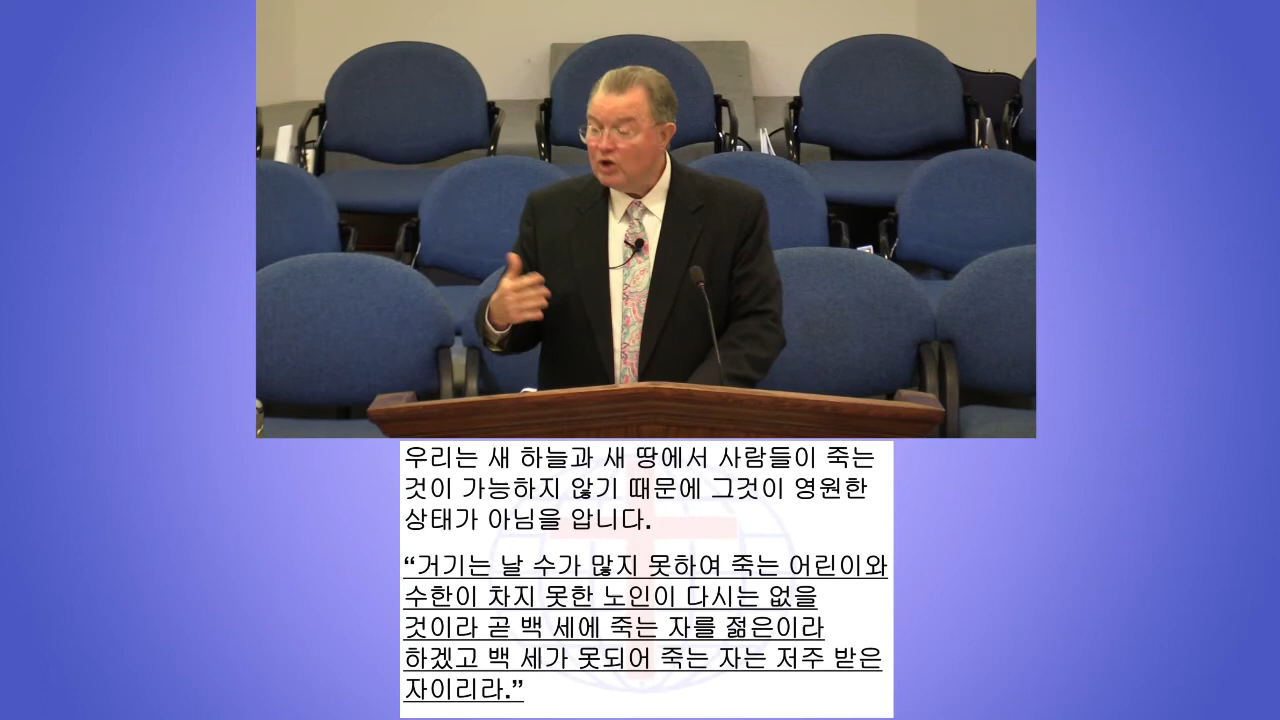 우리는 새 하늘과 새 땅에서 사람들이 죽는
것이 가능하지 않기 때문에 그것이 영원한
상태가 아님을 압니다.
“거기는 날 수가 많지 못하여 죽는 어린이와
수한이 차지 못한 노인이 다시는 없을
것이라 곧 백 세에 죽는 자를 젊은이라
하겠고 백 세가 못되어 죽는 자는 저주 받은
자이리라.”